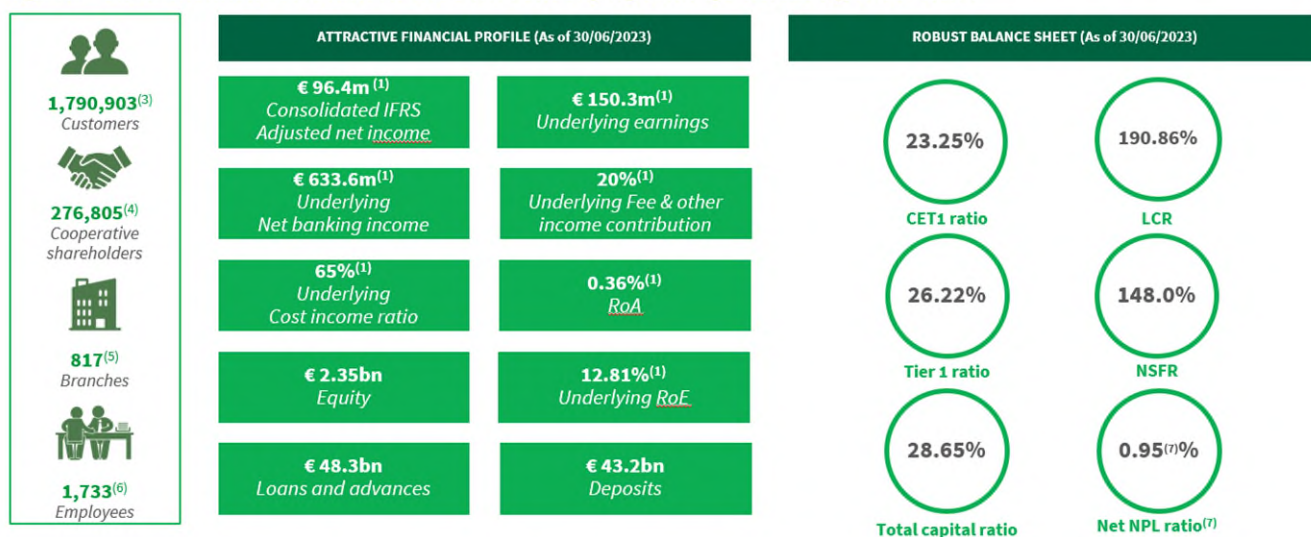 1,790,903(3)
Customers
276,805(4)
Cooperative
shareholders
817(5)
Branches
1,733(6)
Employees
ATTRACTIVE FINANCIAL PROFILE (As of 30/06/2023)
€ 96.4m(1)
Consolidated IFRS
Adjusted net income
€ 150.3m(1)
Underlying earnings
€ 633.6m(1)
Underlying
Net banking income
20%(1)
Underlying Fee & other
income contribution
65%(1)
Underlying
Cost income ratio
0.36%(1)
RoA
€ 2.35bn
Equity
12.81%(1)
Underlying RoE
€ 48.3bn
Loans and advances
€ 43.2bn
Deposits
ROBUST BALANCE SHEET (As of 30/06/2023)
23.25%
CET1 ratio
190.86%
LCR
26.22%
Tier 1 ratio
148.0%
NSFR
28.65%
Total capital ratio
0.95(7)%
Net NPL ratio(7)